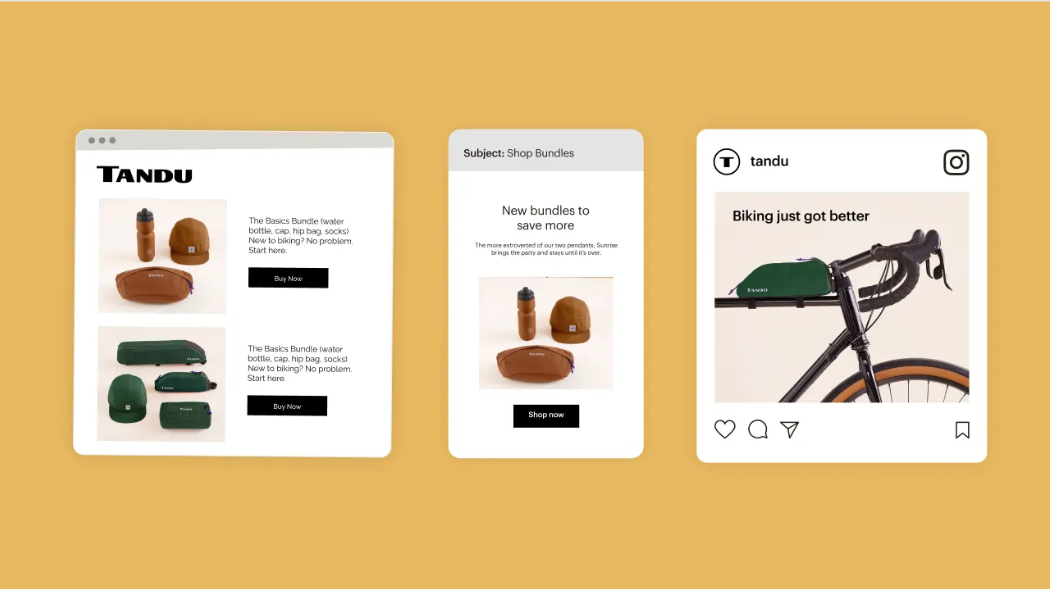 TANDU
The Basics Bundle (water
bottle, cap, hip bag, socks)
New to biking? No problem.
Start here.
Buy Now
The Basics Bundle (water
bottle, cap, hip bag, socks)
New to biking? No problem.
Start here.
Buy Now
Subject: Shop Bundles
New bundles to
save more
The more extroverted of our two pendants, Sunrise
brings the party and stays until it's over.
Shop now
T tandu
Biking just got better
TANDU